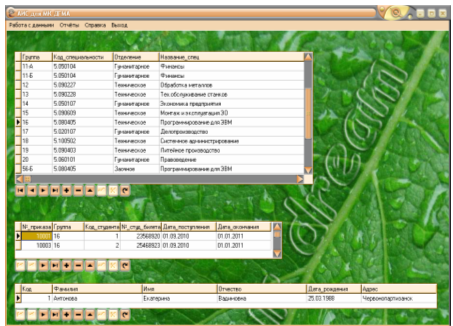 Работа с данными Отчёты Справка Выход
Группа Код_специальности Отделение Название_спец
11-А 5.050104 Гуманитарное Финансы
11-Б 5.050104 Гуманитарное Финансы
12 5.090227 Техническое Обработка металлов
13 5.090228 Техническое Тех.обслуживание станков
14 5.050107 Гуманитарное Экономика предприятия
15 5.090609 Техническое Монтаж и эксплуатация ЭО
16 5.080405 Техническое Программирование для ЭВМ
17 5.020107 Гуманитарное Делопроизводство
18 5.100502 Техническое Системное администрирование
19 5.090403 Техническое Литейное производство
20 5.060101 Гуманитарное Правоведение
56-Б 5.080405 Заочное Программирование для ЭВМ
№_приказа Группа Код_студента №_студ_билета Дата_поступления Дата_окончания
10003 16 1 23568920 01.09.2010 01.01.2011
10003 16 2 25468923 01.09.2010 01.01.2011
Код Фамилия Имя Отчество Дата_рождения Адрес
1 Антонова Екатерина Вадимовна 25.03.1988 Червонопартизанск